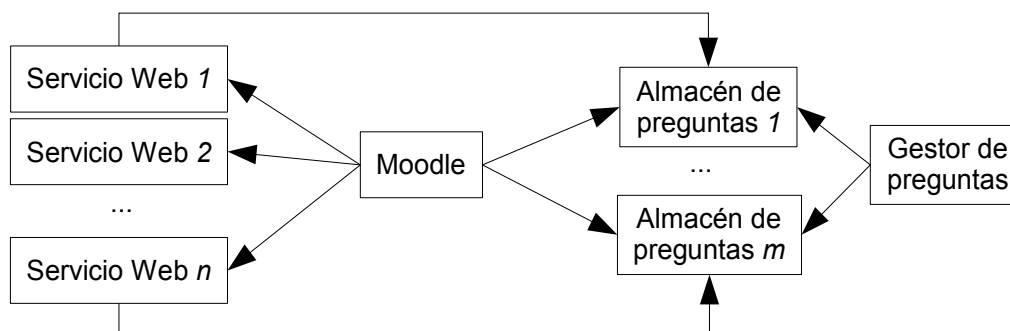 Servicio Web 1
Servicio Web 2
...
Servicio Web n
Moodle
Almacén de
preguntas 1
...
Almacén de
preguntas m
Gestor de
preguntas